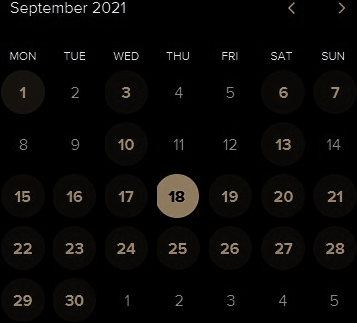 September 2021
MON TUE WED THU FRI SAT SUN
1 2 3 4 5 6 7
8 9 10 11 12 13 14
15 16 17 18 19 20 21
22 23 24 25 26 27 28
29 30 1 2 3 4 5